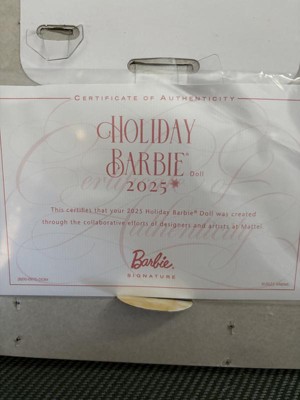 CERTIFICATE OF AUTHENTICITY
HOLIDAY
BARBIE® Doll
2025
This certifies that your 2025 Holiday Barbie® Doll was created
through the collaborative efforts of designers and artists at Mattel.
Barbie
SIGNATURE